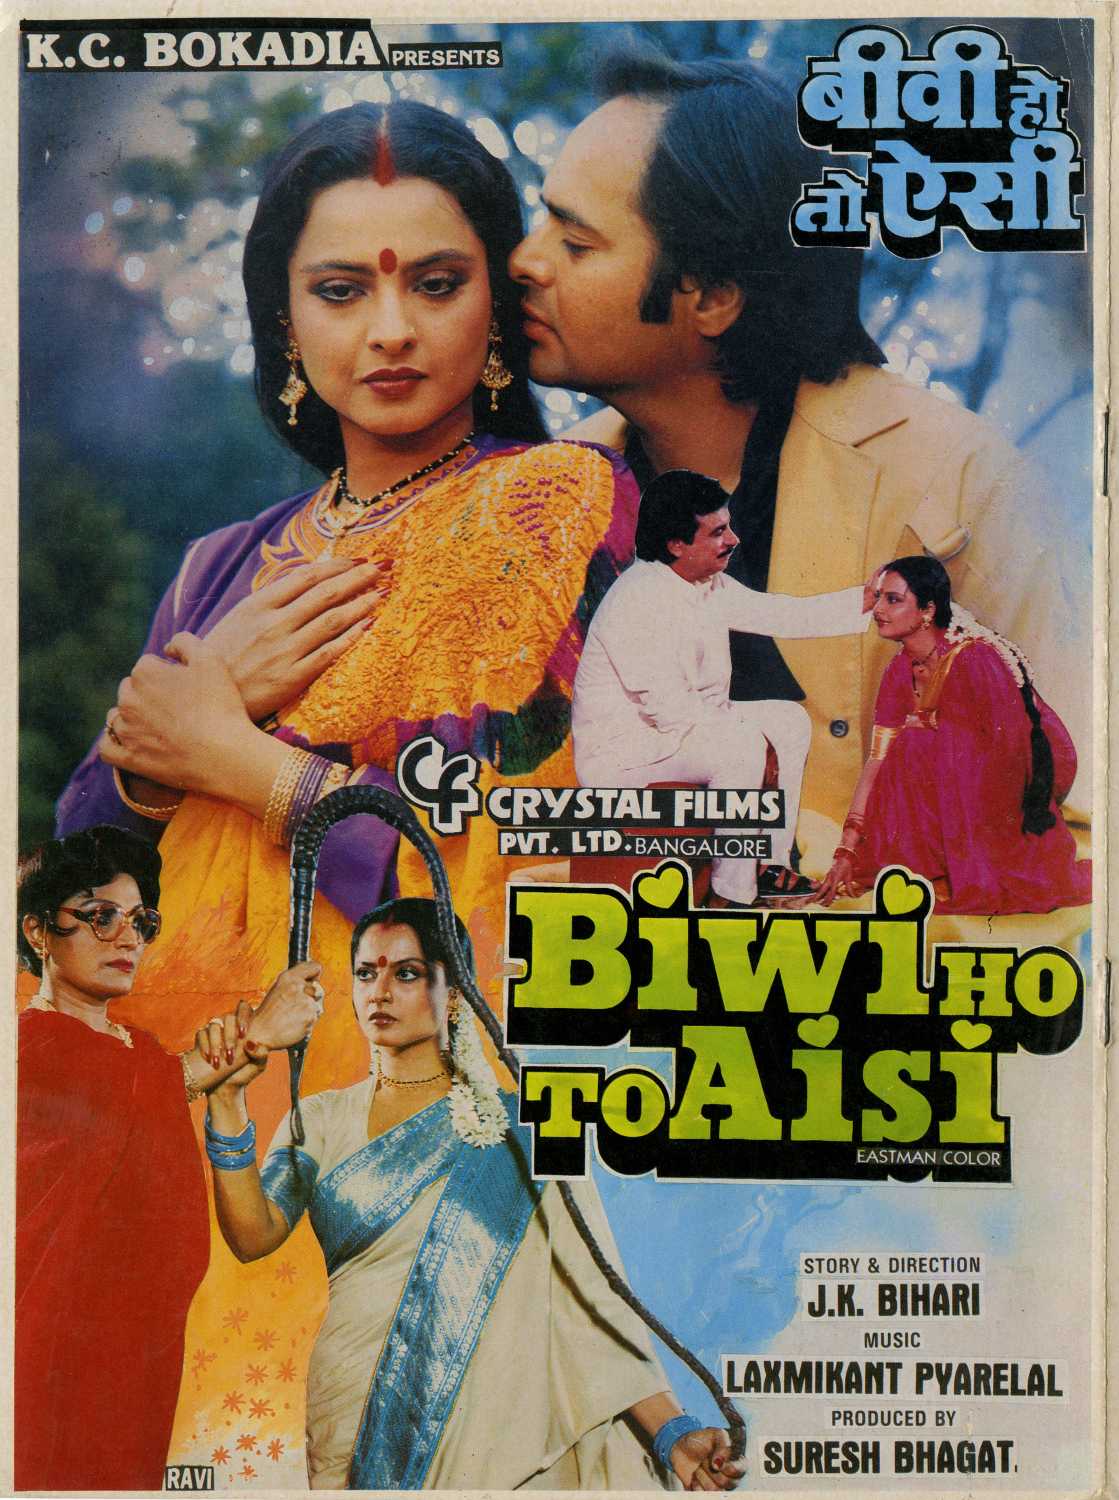 K.C. BOKADIA PRESENTS
बीवी हो
तो ऐसी
CRYSTAL FILMS
PVT. LTD. BANGALORE
BIWI HO
TO AISI
EASTMAN COLOR
STORY & DIRECTION
J.K. BIHARI
MUSIC
LAXMIKANT PYARELAL
PRODUCED BY
SURESH BHAGAT.
RAVI